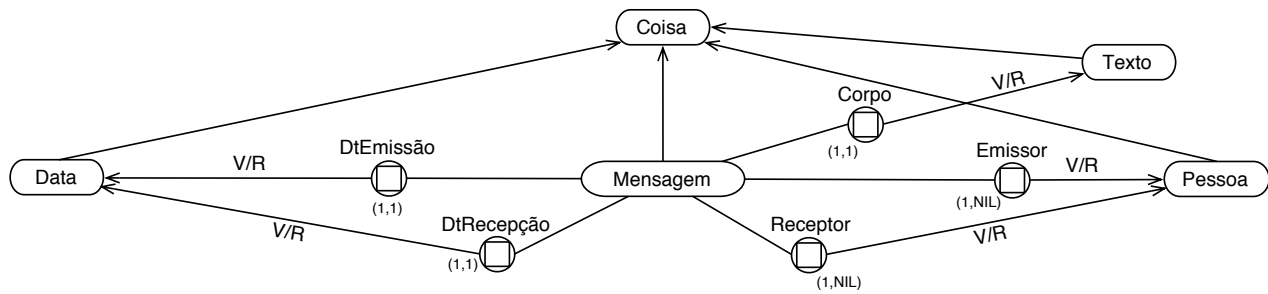 Coisa
Texto
V/R
Corpo
(1,1)
DtEmissão
V/R
Data
(1,1)
Mensagem
Emissor
V/R
(1,NIL)
Pessoa
DtRecepção
V/R
(1,1)
Receptor
V/R
(1,NIL)